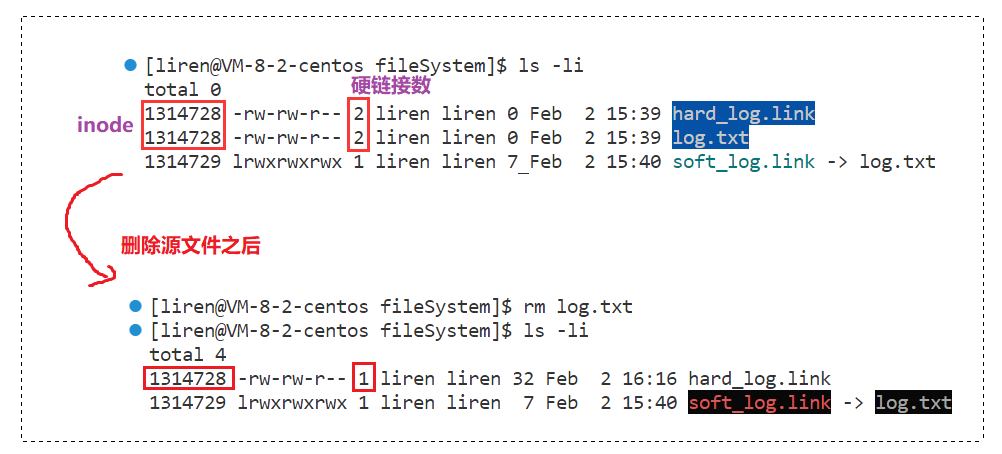 [liren@VM-8-2-centos fileSystem]$ ls -li
total 0 硬链接数
inode 1314728 -rw-rw-r-- 2 liren liren 0 Feb  2 15:39 hard_log.link
1314728 -rw-rw-r-- 2 liren liren 0 Feb  2 15:39 log.txt
1314729 lrwxrwxrwx 1 liren liren 7_Feb  2 15:40 soft_log.link -> log.txt
删除源文件之后
[liren@VM-8-2-centos fileSystem]$ rm log.txt
[liren@VM-8-2-centos fileSystem]$ ls -li
total 4
1314728 -rw-rw-r-- 1 liren liren 32 Feb  2 16:16 hard_log.link
1314729 lrwxrwxrwx 1 liren liren  7 Feb  2 15:40 soft_log.link -> log.txt